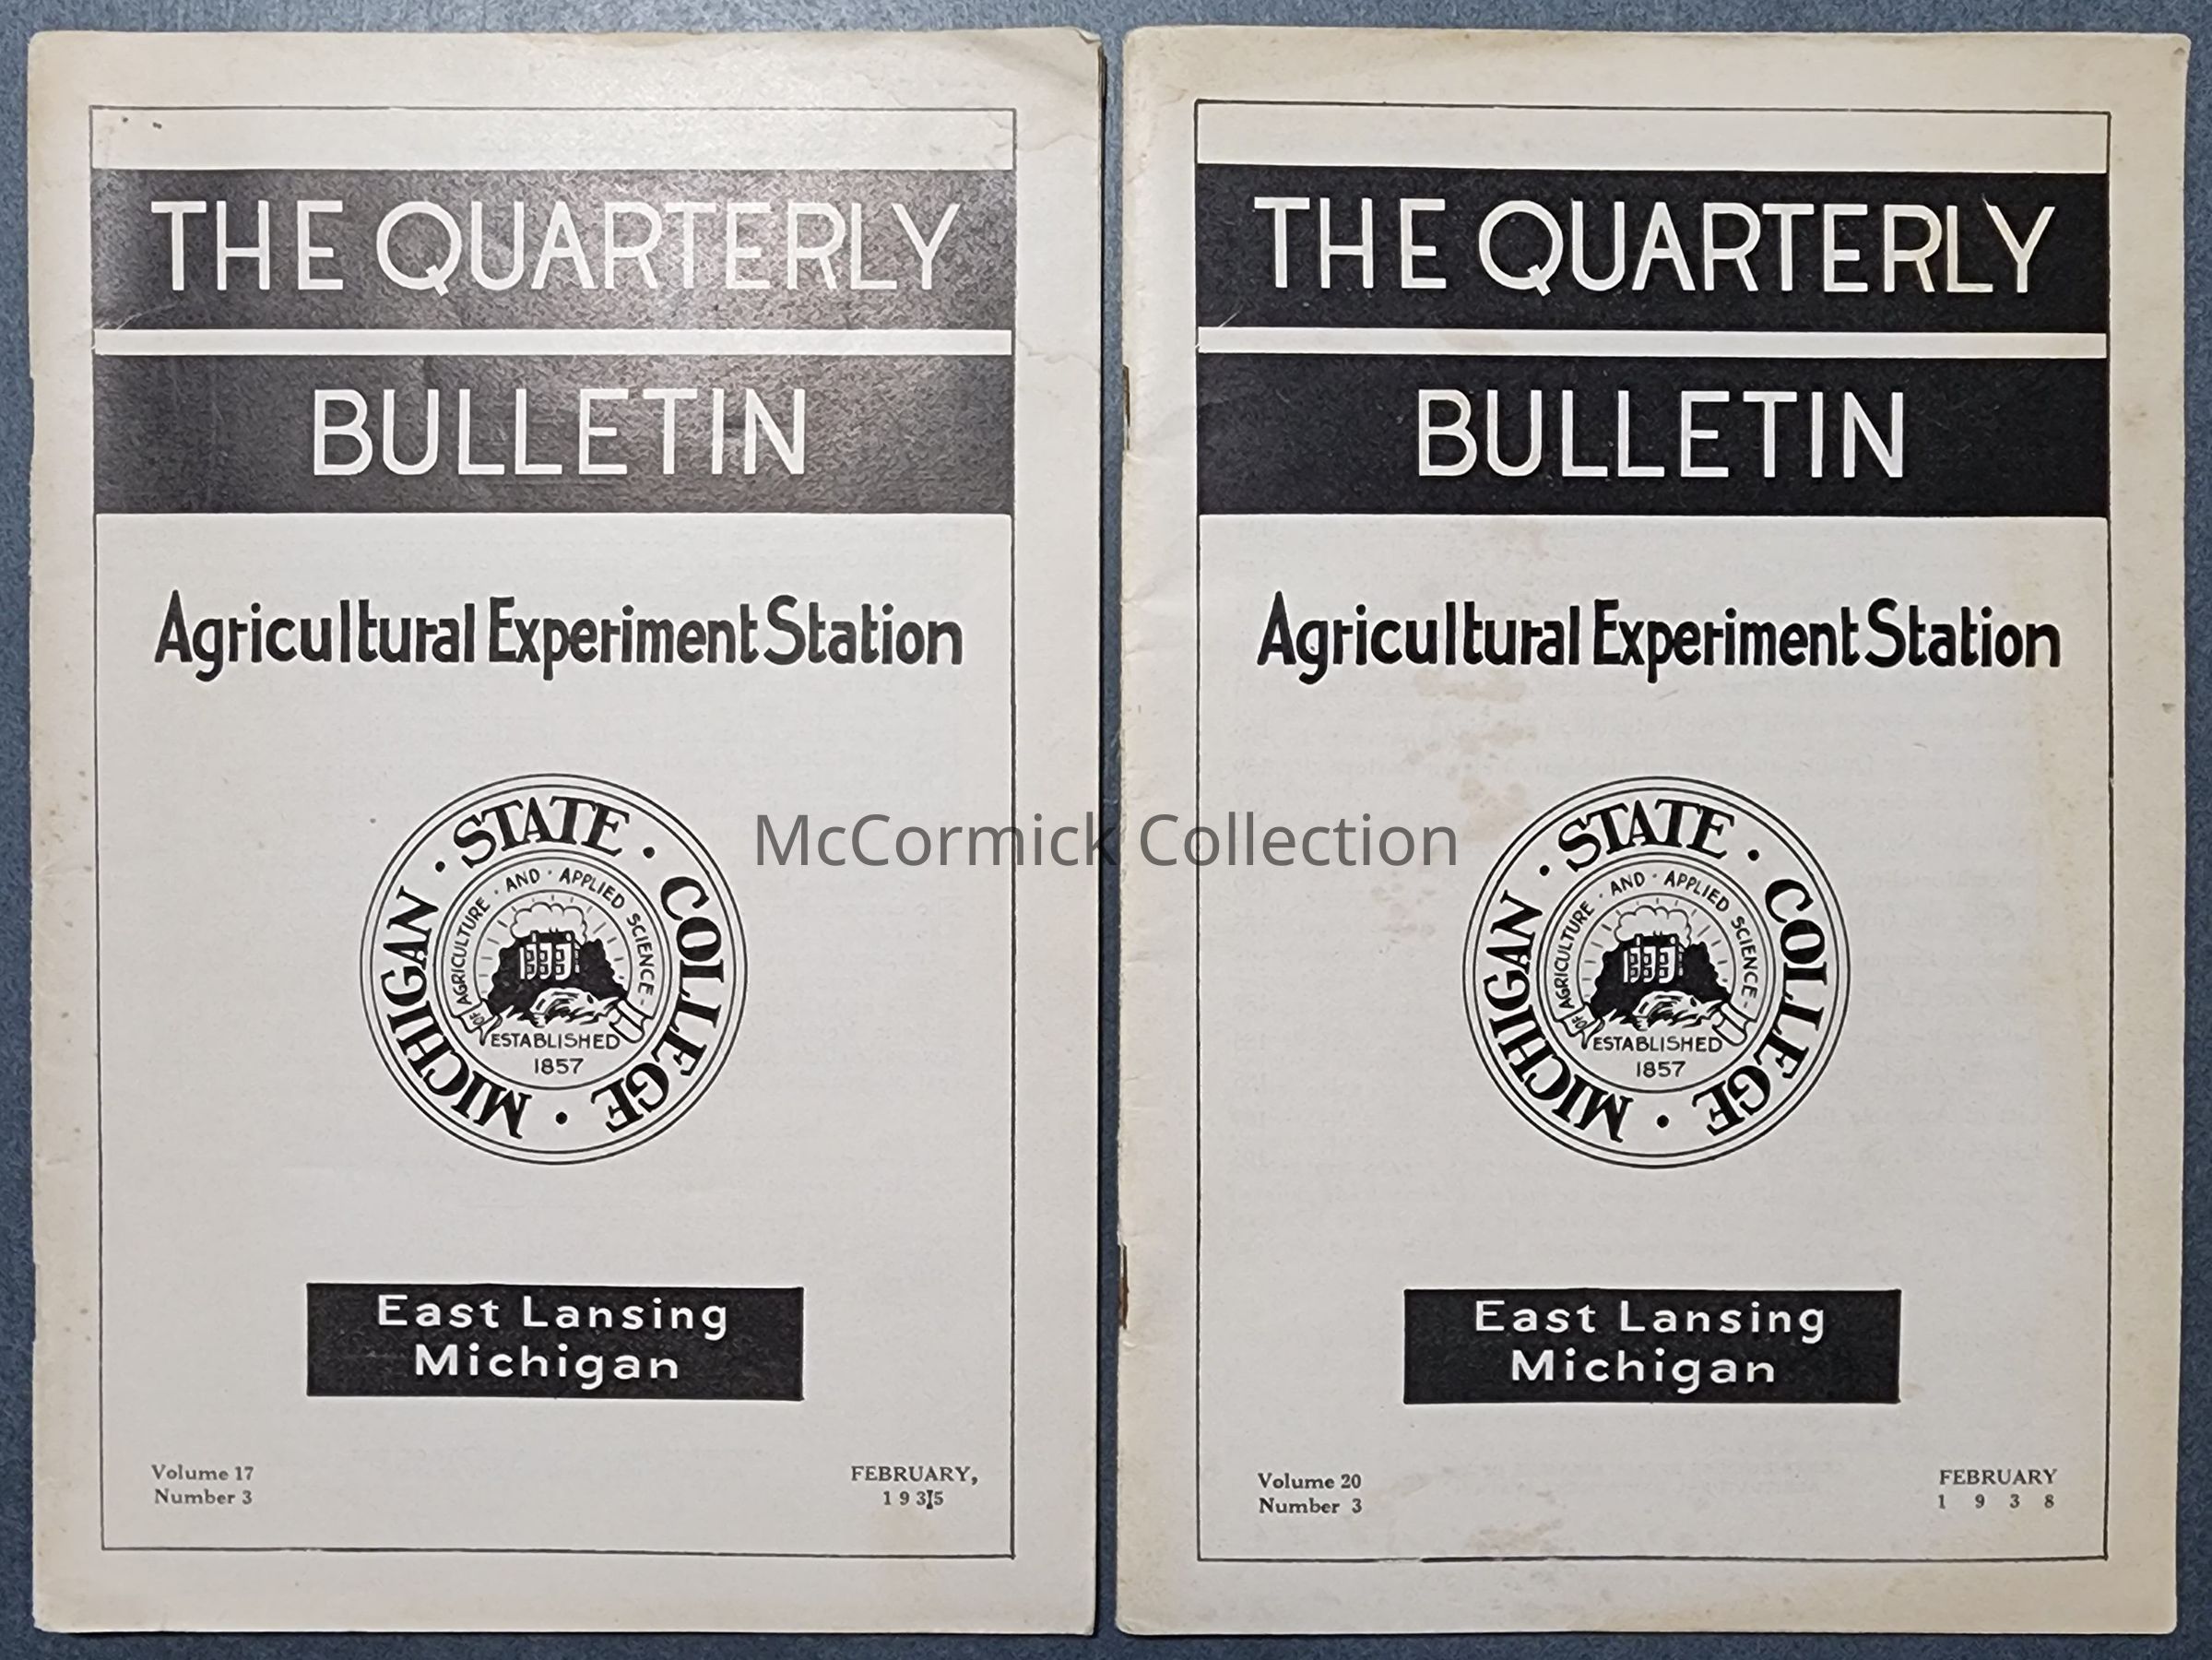 THE QUARTERLY
BULLETIN
Agricultural Experiment Station
MICHIGAN · STATE · COLLEGE ·
OF AGRICULTURE · AND · APPLIED SCIENCE
ESTABLISHED
1857
East Lansing
Michigan
Volume 17
Number 3
FEBRUARY,
1935
THE QUARTERLY
BULLETIN
Agricultural Experiment Station
MICHIGAN · STATE · COLLEGE ·
OF AGRICULTURE · AND · APPLIED SCIENCE
ESTABLISHED
1857
East Lansing
Michigan
Volume 20
Number 3
FEBRUARY
1 9 3 8
McCormick Collection